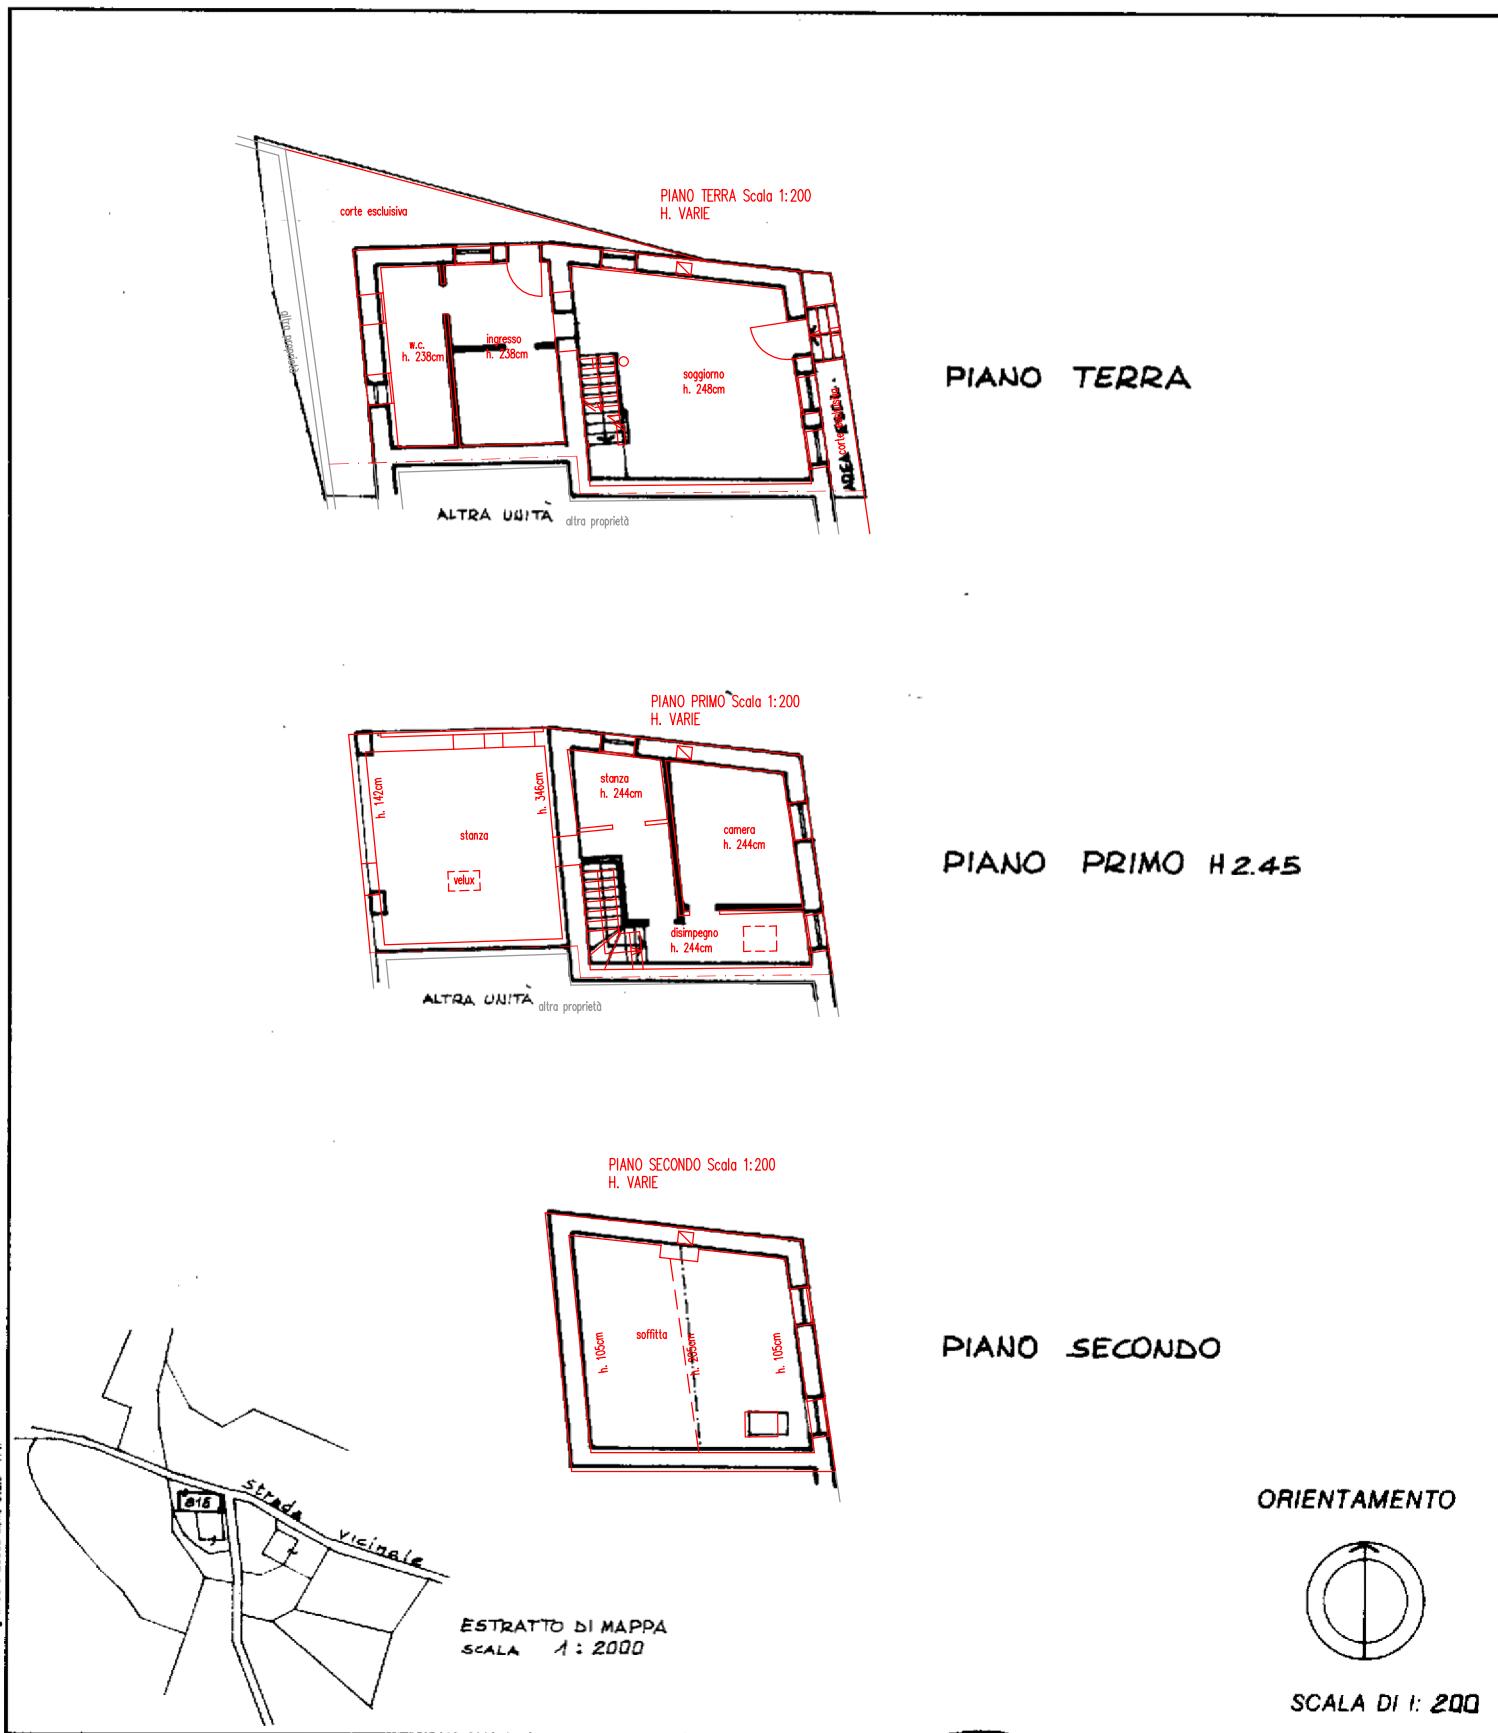 PIANO TERRA Scala 1:200
H. VARIE
corte escluisiva
altra proprietà
w.c.
h. 238cm
ingresso
h. 238cm
soggiorno
h. 248cm
PIANO TERRA
AREA
ALTRA UNITÀ
altra proprietà
PIANO PRIMO Scala 1:200
H. VARIE
h. 142cm
h. 346cm
stanza
h. 244cm
stanza
camera
h. 244cm
velux
disimpegno
h. 244cm
PIANO PRIMO H 2.45
ALTRA UNITÀ
altra proprietà
PIANO SECONDO Scala 1:200
H. VARIE
soffitta
h. 105cm
h. 105cm
PIANO SECONDO
strada vicinale
ORIENTAMENTO
ESTRATTO DI MAPPA
SCALA 1:2000
SCALA DI 1: 200